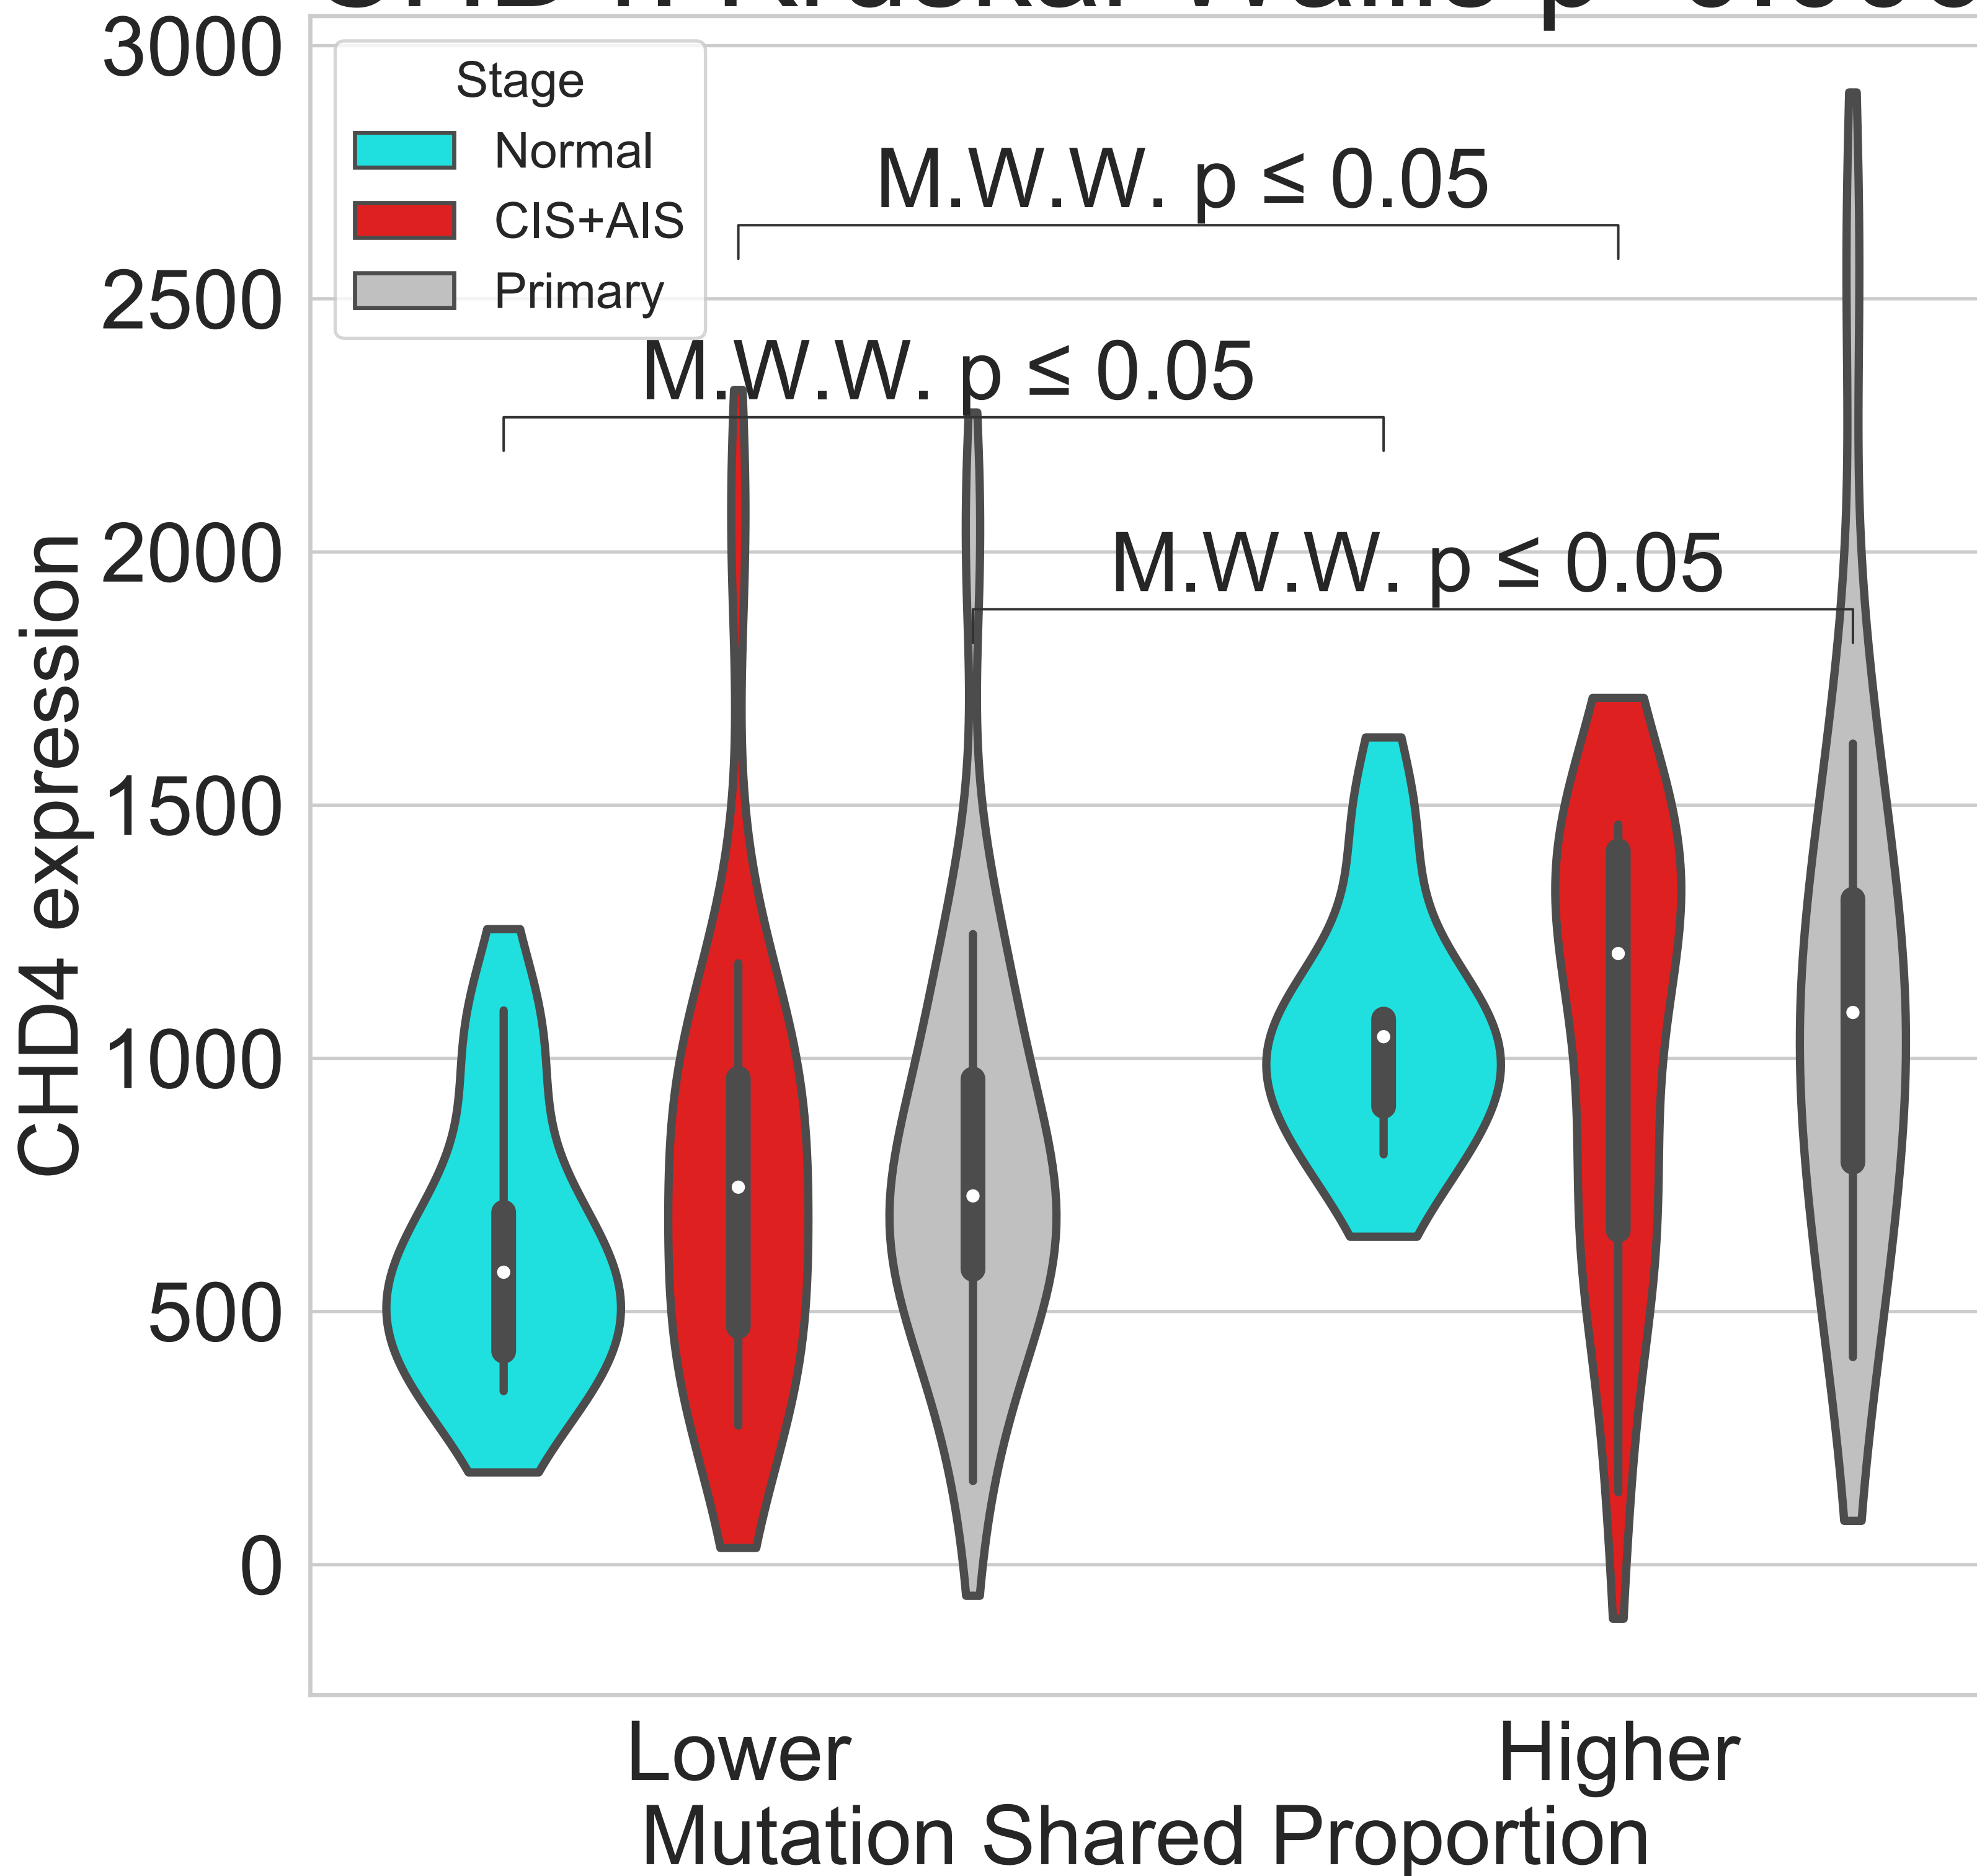 3000
2500
2000
1500
1000
500
0
CHD4 expression
Stage
Normal
CIS+AIS
Primary
M.W.W. p ≤ 0.05
M.W.W. p ≤ 0.05
M.W.W. p ≤ 0.05
Lower
Higher
Mutation Shared Proportion